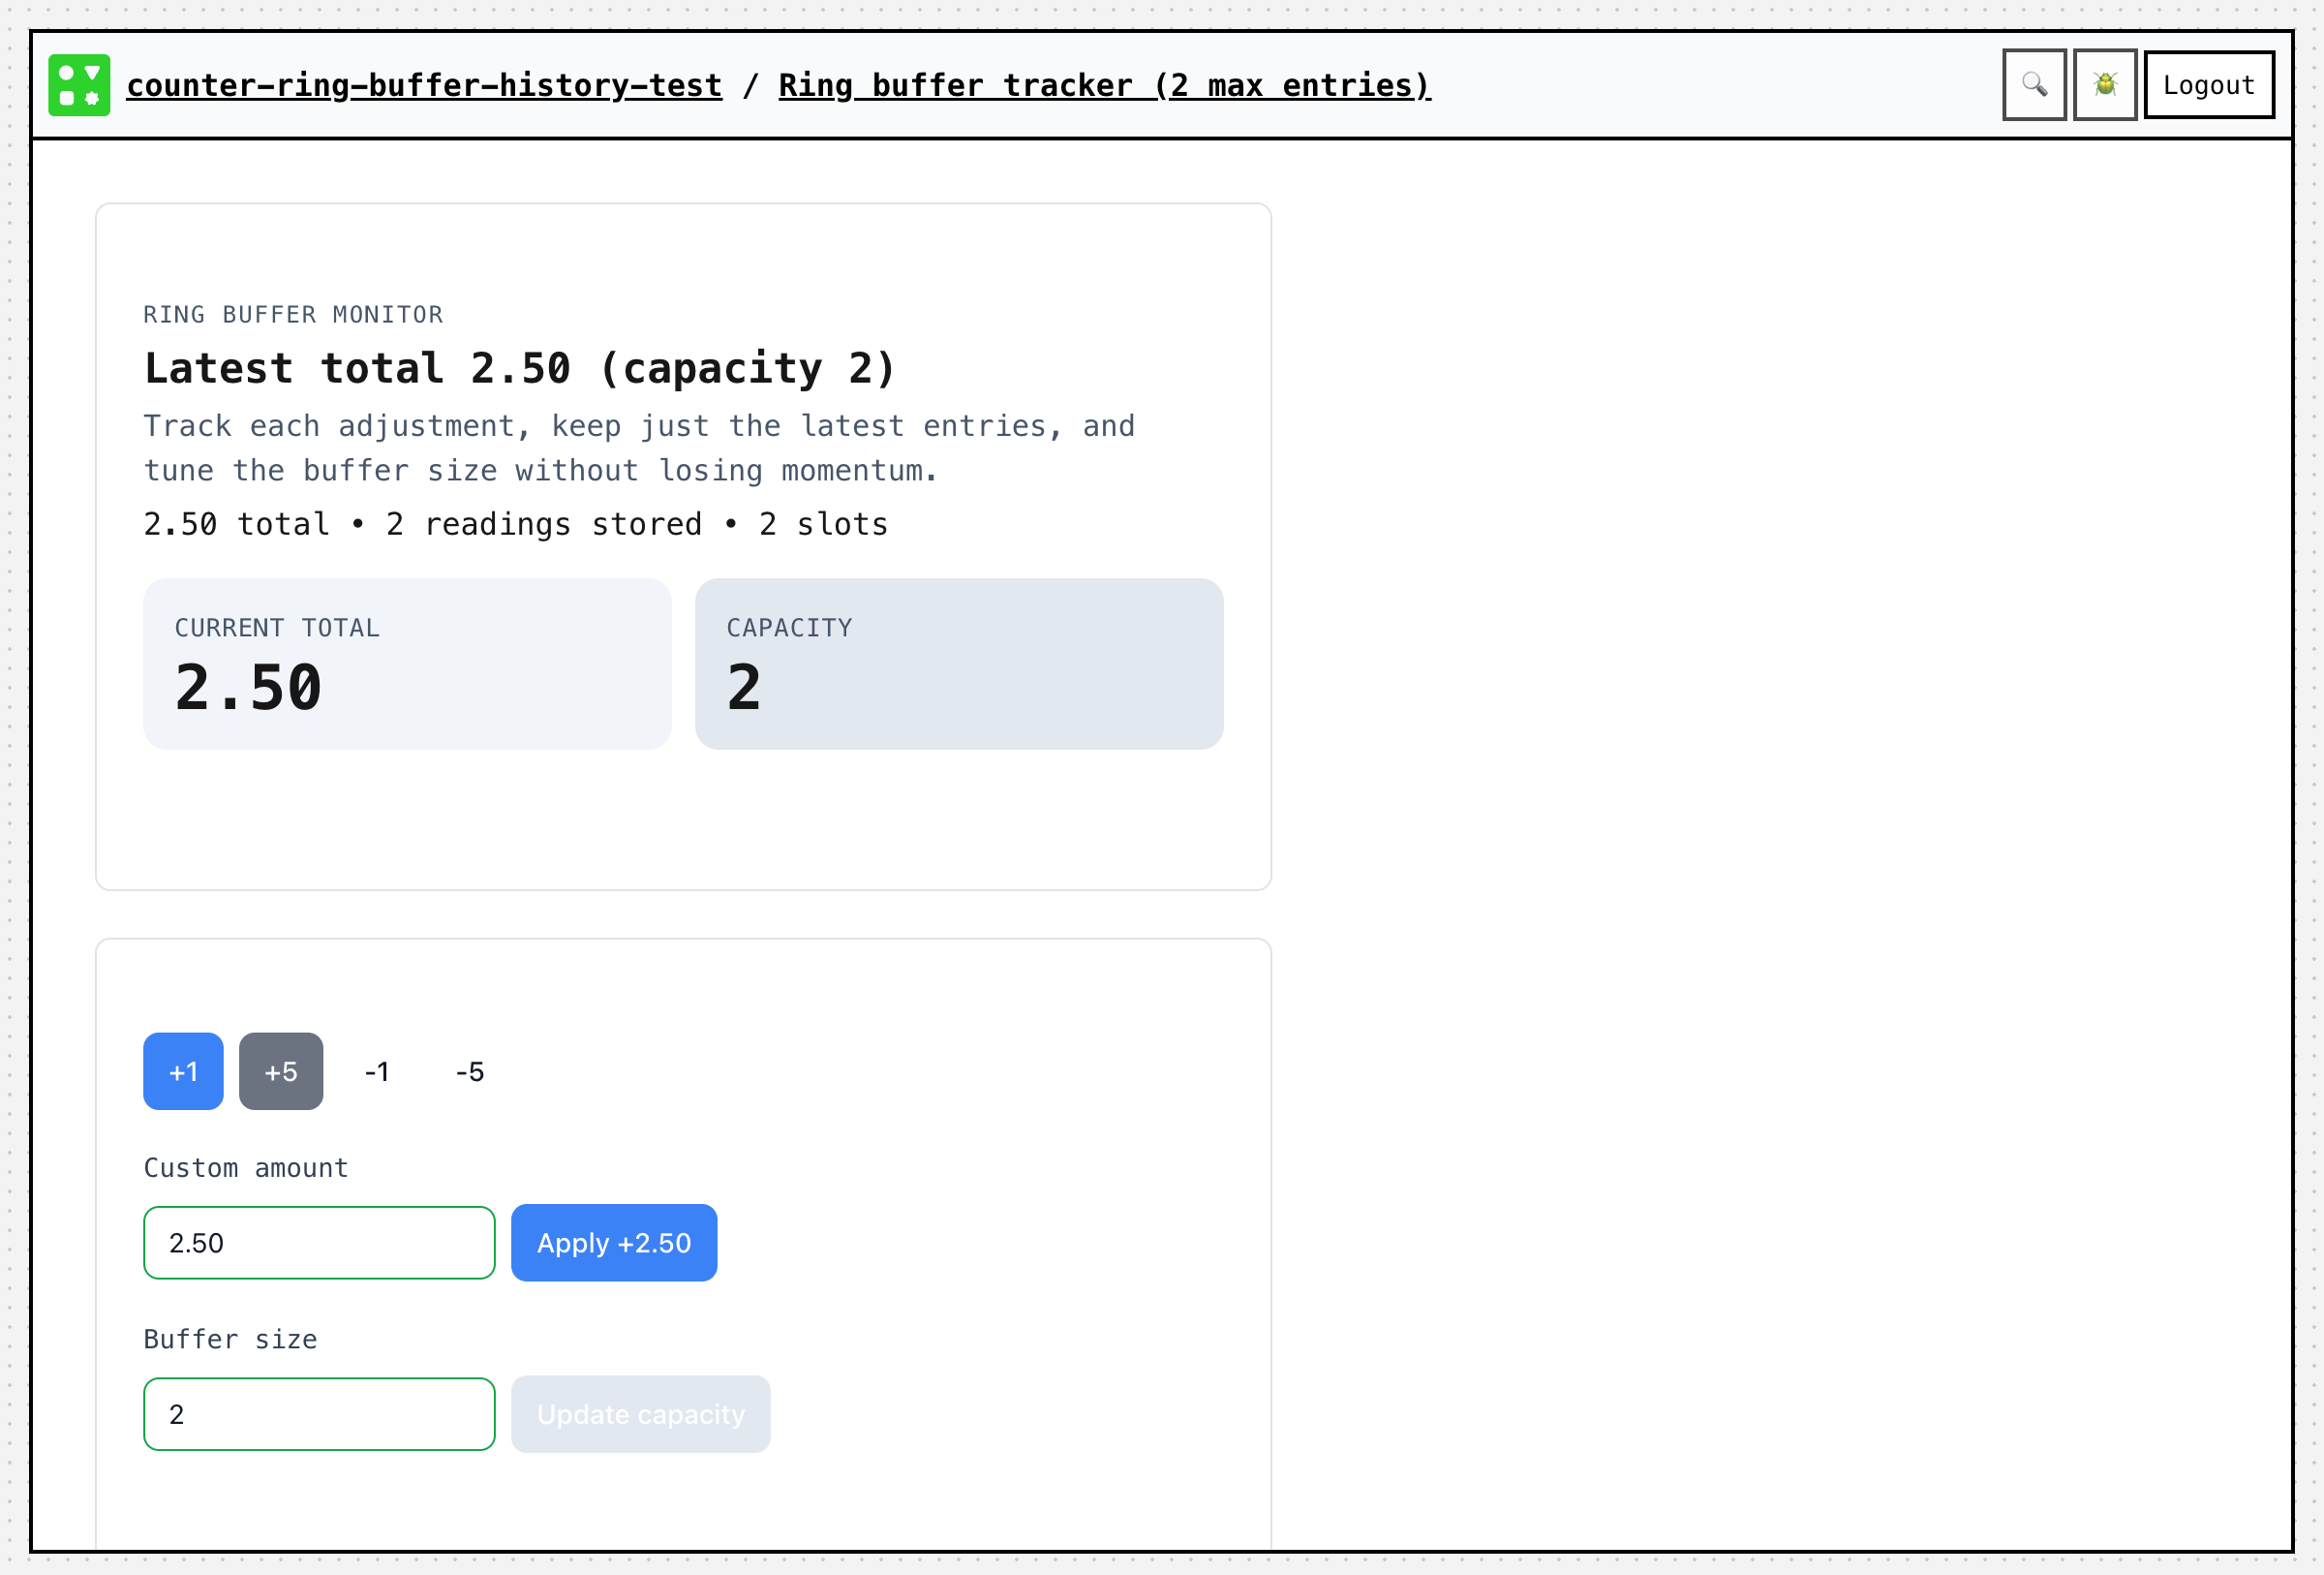 counter-ring-buffer-history-test / Ring buffer tracker (2 max entries)
Logout
RING BUFFER MONITOR
Latest total 2.50 (capacity 2)
Track each adjustment, keep just the latest entries, and
tune the buffer size without losing momentum.
2.50 total • 2 readings stored • 2 slots
CURRENT TOTAL
2.50
CAPACITY
2
+1 +5 -1 -5
Custom amount
2.50 Apply +2.50
Buffer size
2 Update capacity